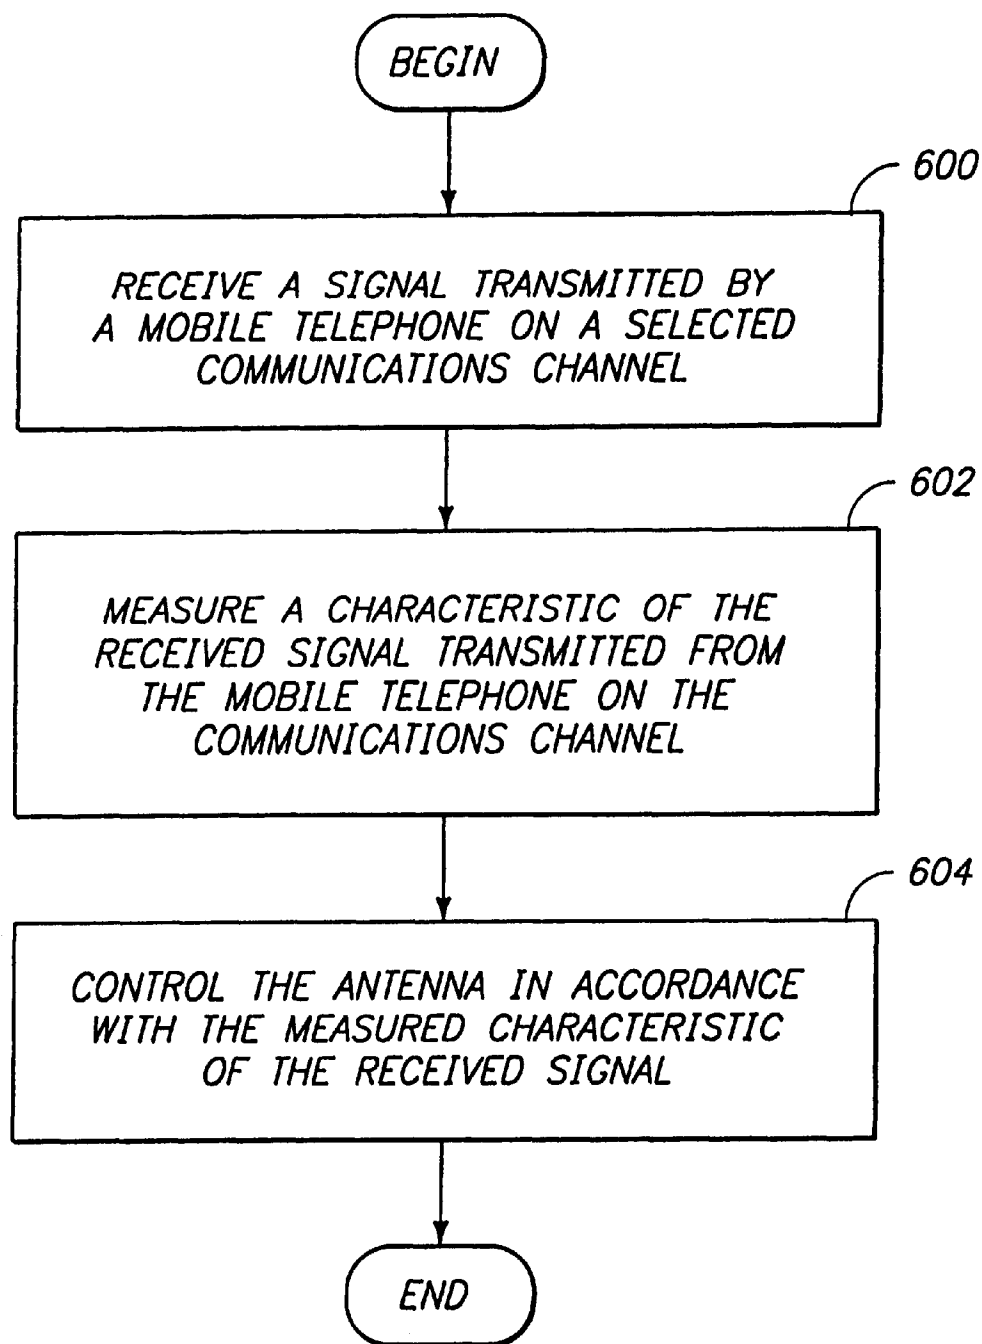 BEGIN
600
RECEIVE A SIGNAL TRANSMITTED BY
A MOBILE TELEPHONE ON A SELECTED
COMMUNICATIONS CHANNEL
602
MEASURE A CHARACTERISTIC OF THE
RECEIVED SIGNAL TRANSMITTED FROM
THE MOBILE TELEPHONE ON THE
COMMUNICATIONS CHANNEL
604
CONTROL THE ANTENNA IN ACCORDANCE
WITH THE MEASURED CHARACTERISTIC
OF THE RECEIVED SIGNAL
END